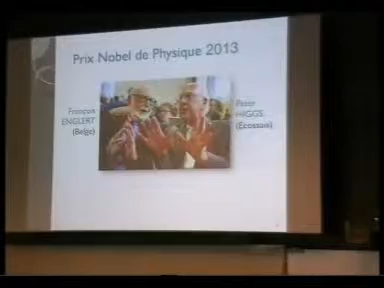 Prix Nobel de Physique 2013
François
ENGLERT
(Belge)
Peter
HIGGS
(Ecossais)